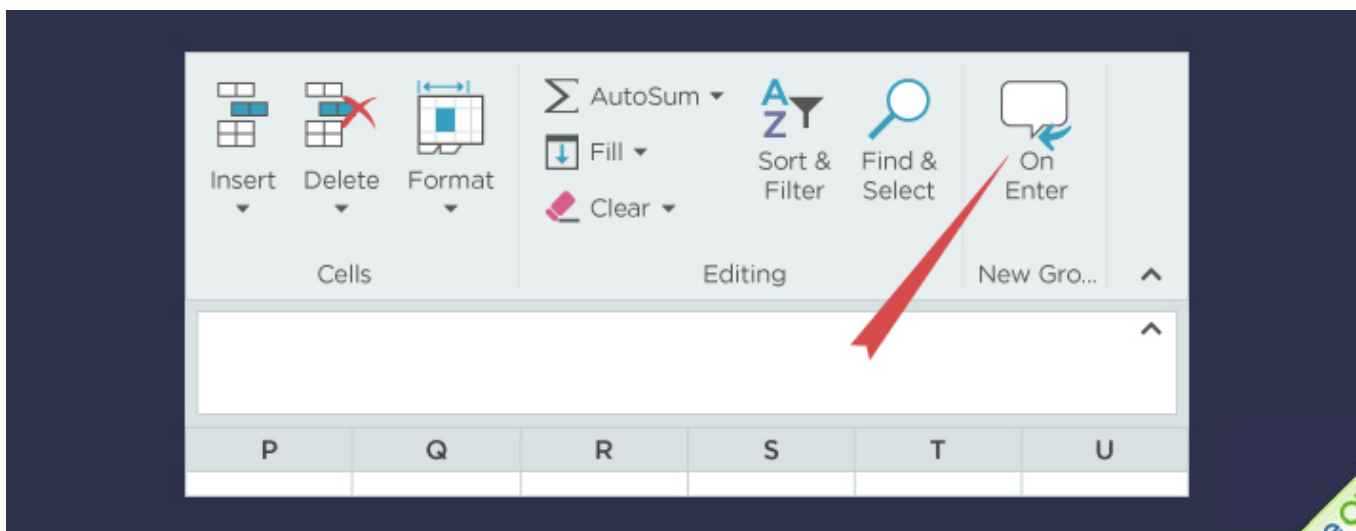 Insert
Delete
Format
Cells
AutoSum
Fill
Clear
Sort &
Filter
Find &
Select
Editing
On
Enter
New Gro...
P Q R S T U